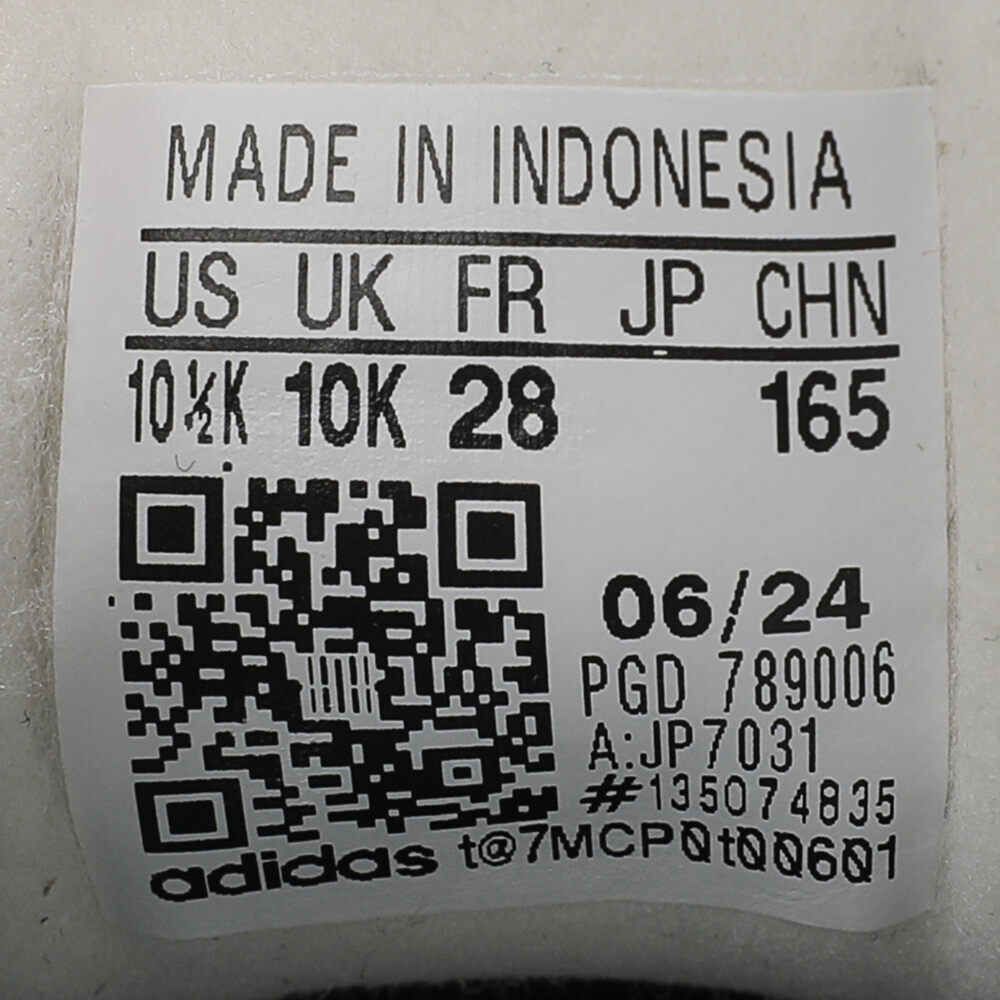 MADE IN INDONESIA
US UK FR JP CHN
10½K 10K 28 165
06/24
PGD 789006
A:JP7031
#135074835
adidas t@7MCP0t00601